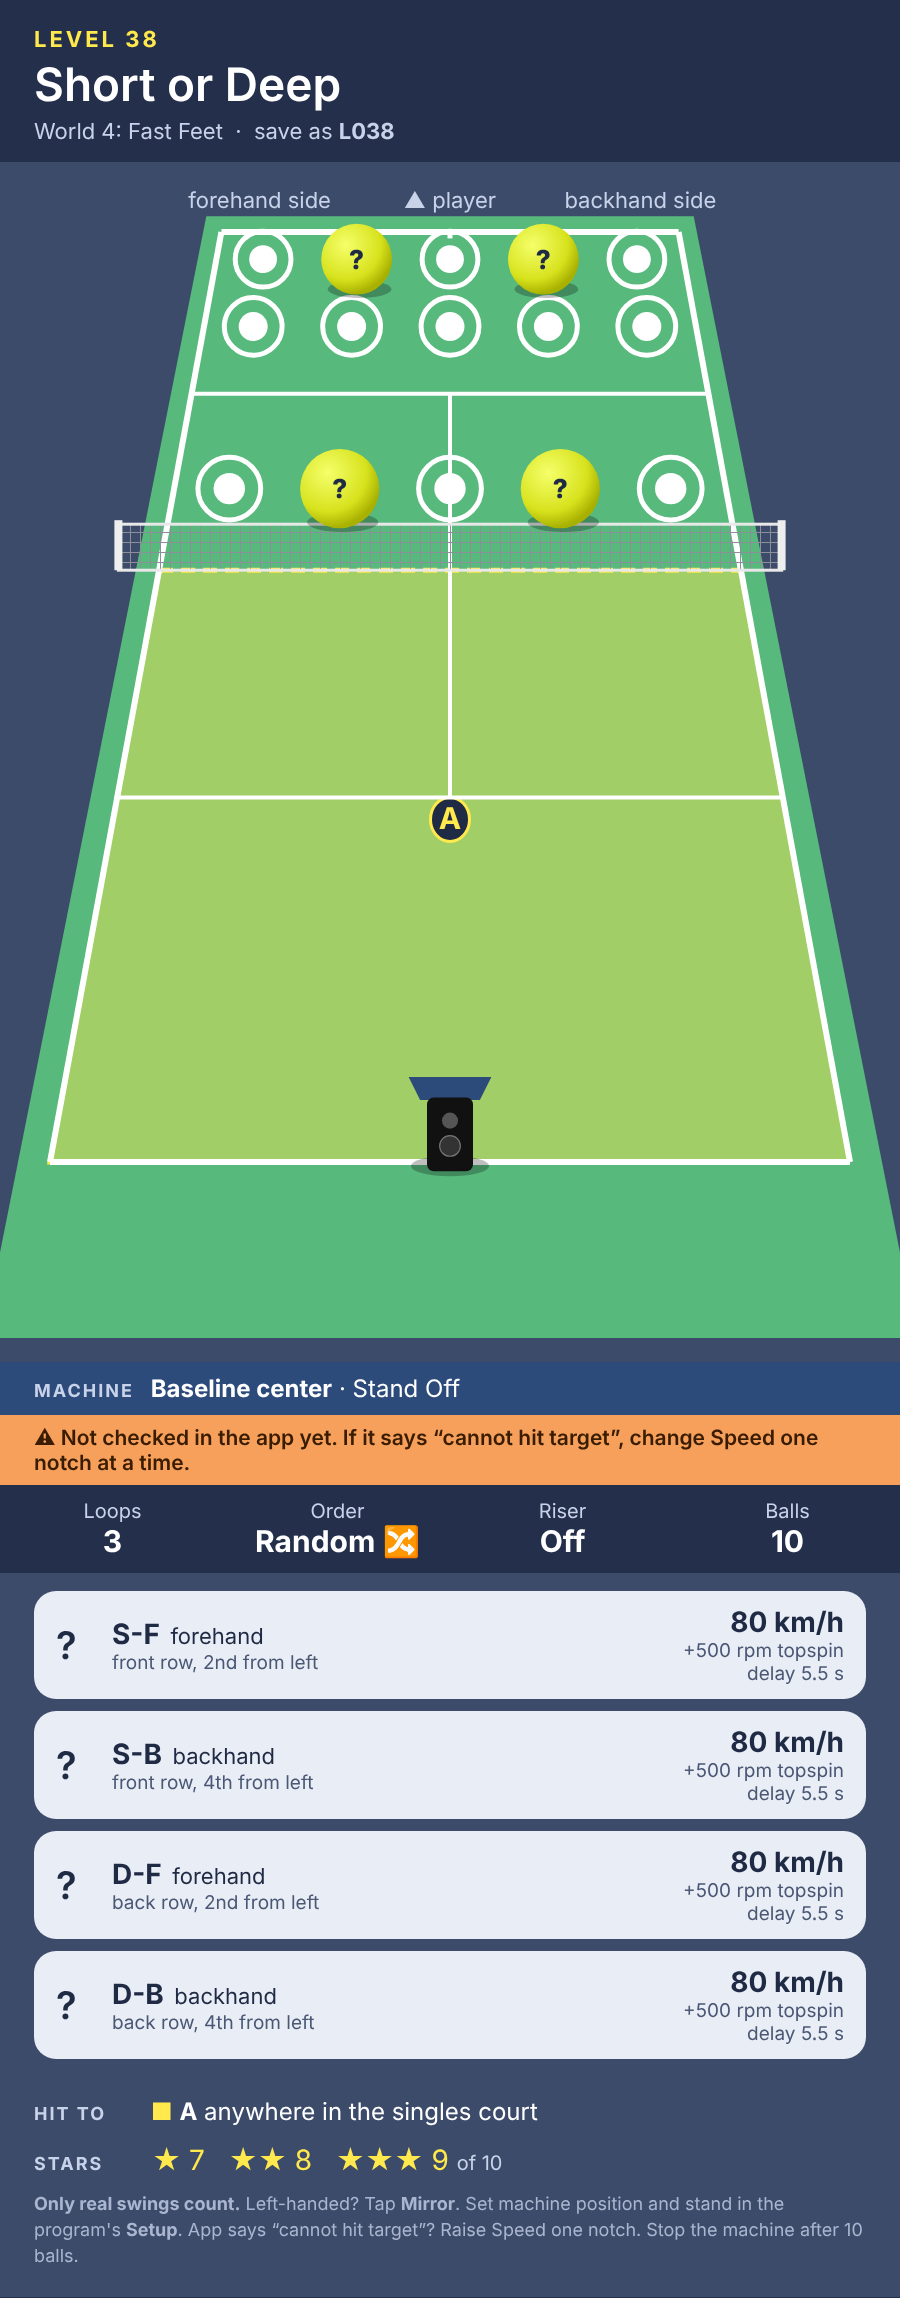 LEVEL 38
Short or Deep
World 4: Fast Feet · save as L038
forehand side ▲ player backhand side
? ?
? ?
A
MACHINE Baseline center · Stand Off
⚠ Not checked in the app yet. If it says “cannot hit target”, change Speed one
notch at a time.
Loops Order Riser Balls
3 Random 🔀 Off 10
? S-F forehand 80 km/h
front row, 2nd from left +500 rpm topspin
delay 5.5 s
? S-B backhand 80 km/h
front row, 4th from left +500 rpm topspin
delay 5.5 s
? D-F forehand 80 km/h
back row, 2nd from left +500 rpm topspin
delay 5.5 s
? D-B backhand 80 km/h
back row, 4th from left +500 rpm topspin
delay 5.5 s
HIT TO A anywhere in the singles court
STARS ★ 7 ★★ 8 ★★★ 9 of 10
Only real swings count. Left-handed? Tap Mirror. Set machine position and stand in the
program's Setup. App says “cannot hit target”? Raise Speed one notch. Stop the machine after 10
balls.